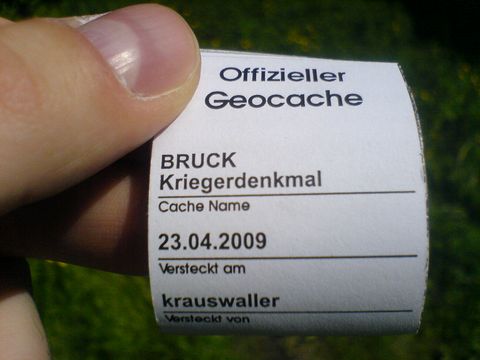 Offizieller
Geocache
BRUCK
Kriegerdenkmal
Cache Name
23.04.2009
Versteckt am
krauswaller
Versteckt von